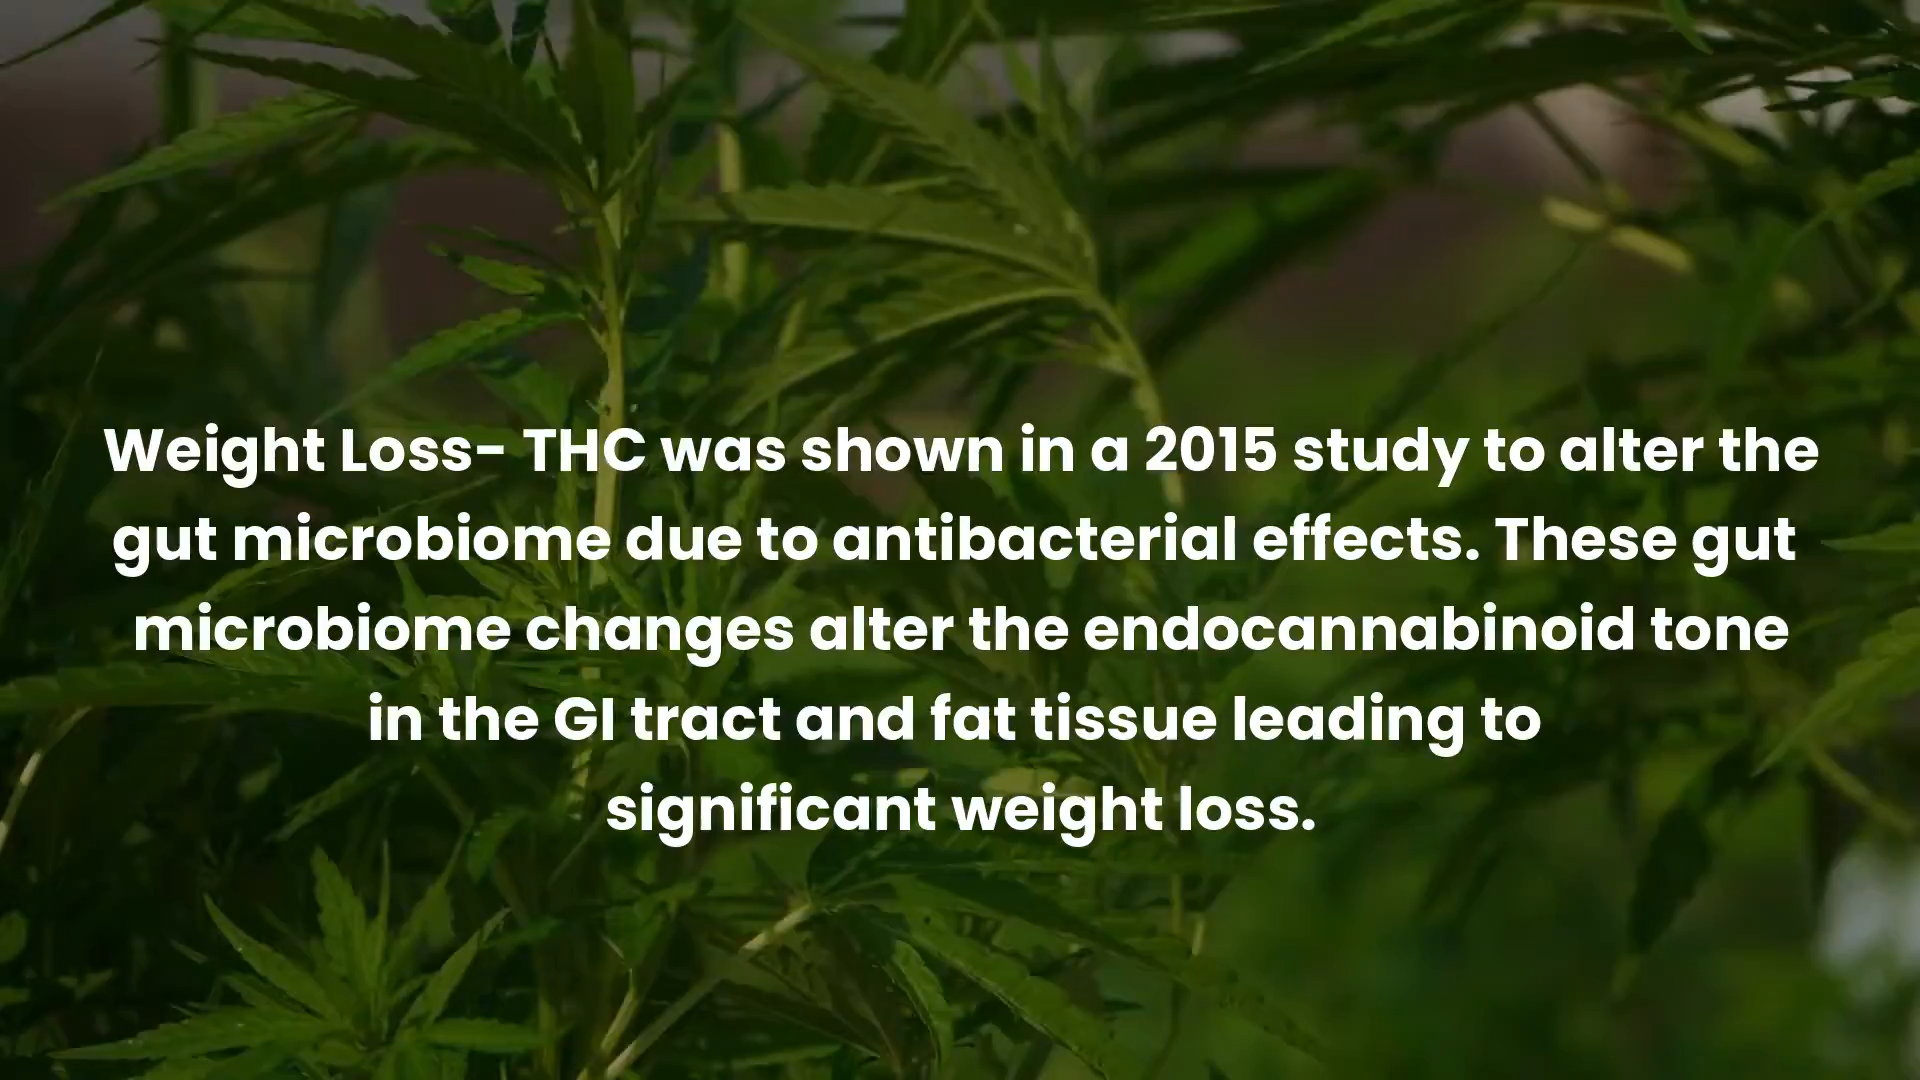 Weight Loss- THC was shown in a 2015 study to alter the
gut microbiome due to antibacterial effects. These gut
microbiome changes alter the endocannabinoid tone
in the GI tract and fat tissue leading to
significant weight loss.